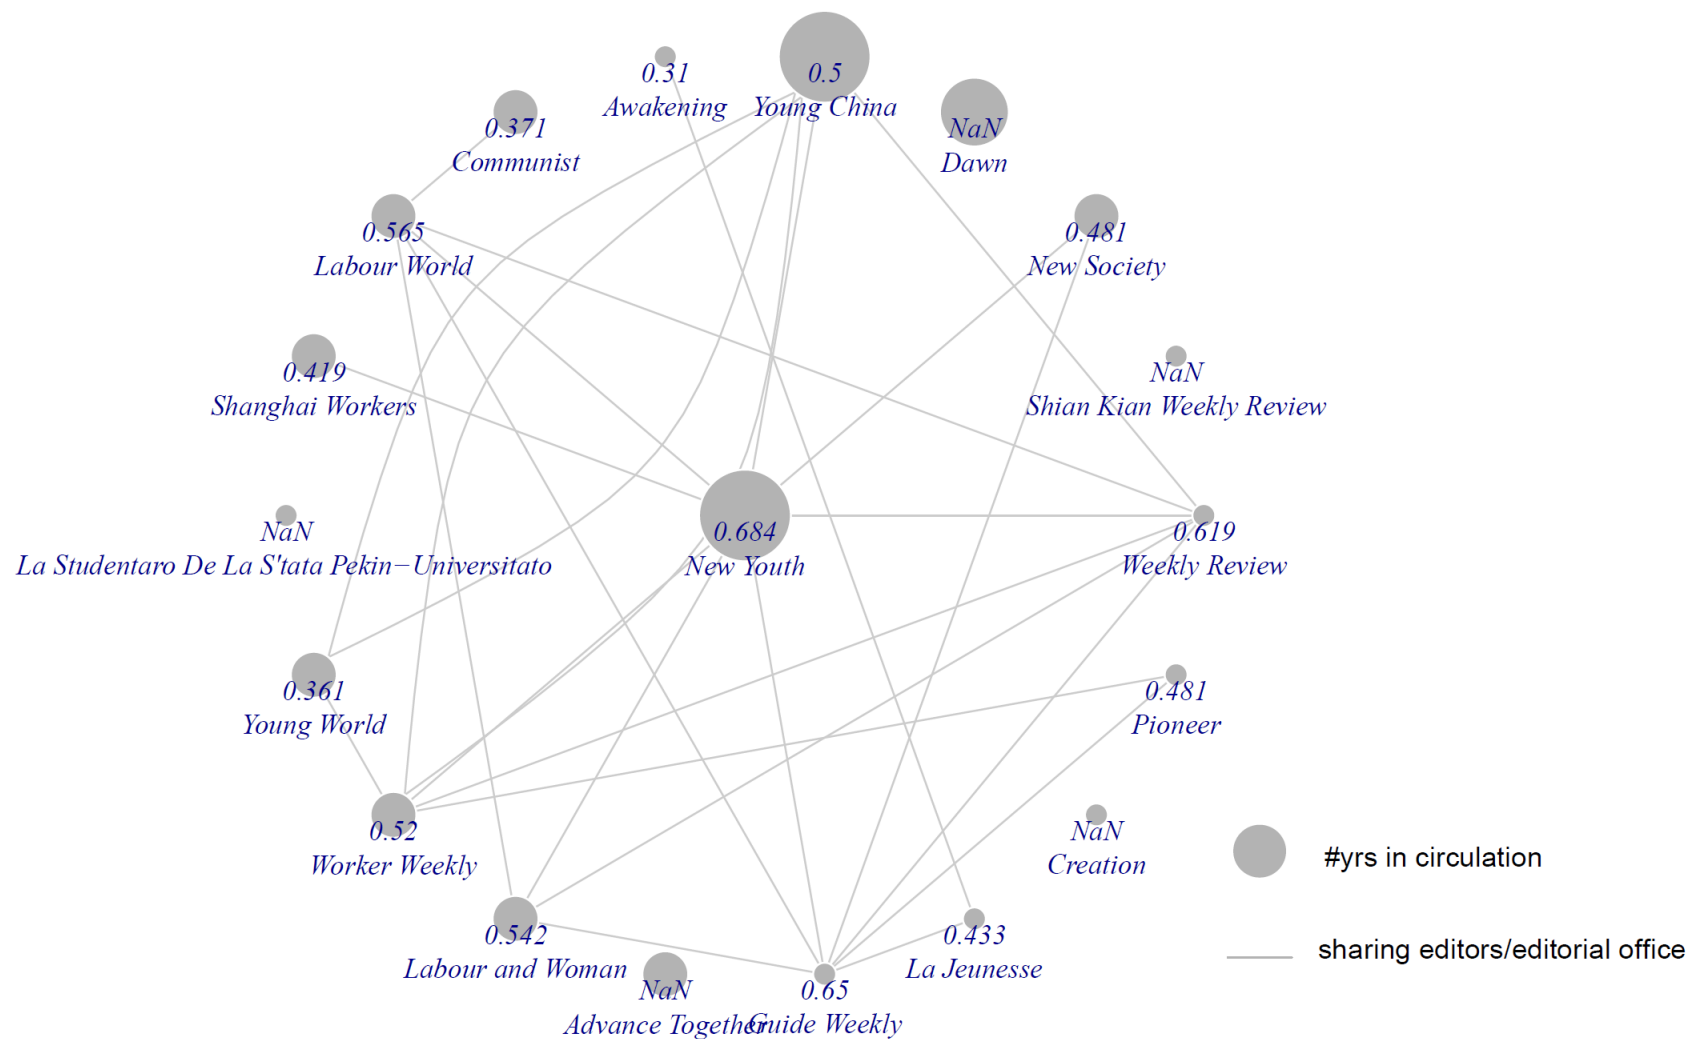 0.31
Awakening
0.5
Young China
0.371
Communist
NaN
Dawn
0.565
Labour World
0.481
New Society
0.419
Shanghai Workers
NaN
Shian Kian Weekly Review
NaN
La Studentaro De La S'tata Pekin−Universitato
0.684
New Youth
0.619
Weekly Review
0.361
Young World
0.481
Pioneer
0.52
Worker Weekly
NaN
Creation
#yrs in circulation
0.542
Labour and Woman
0.433
La Jeunesse
sharing editors/editorial office
NaN
Advance Together
0.65
Guide Weekly